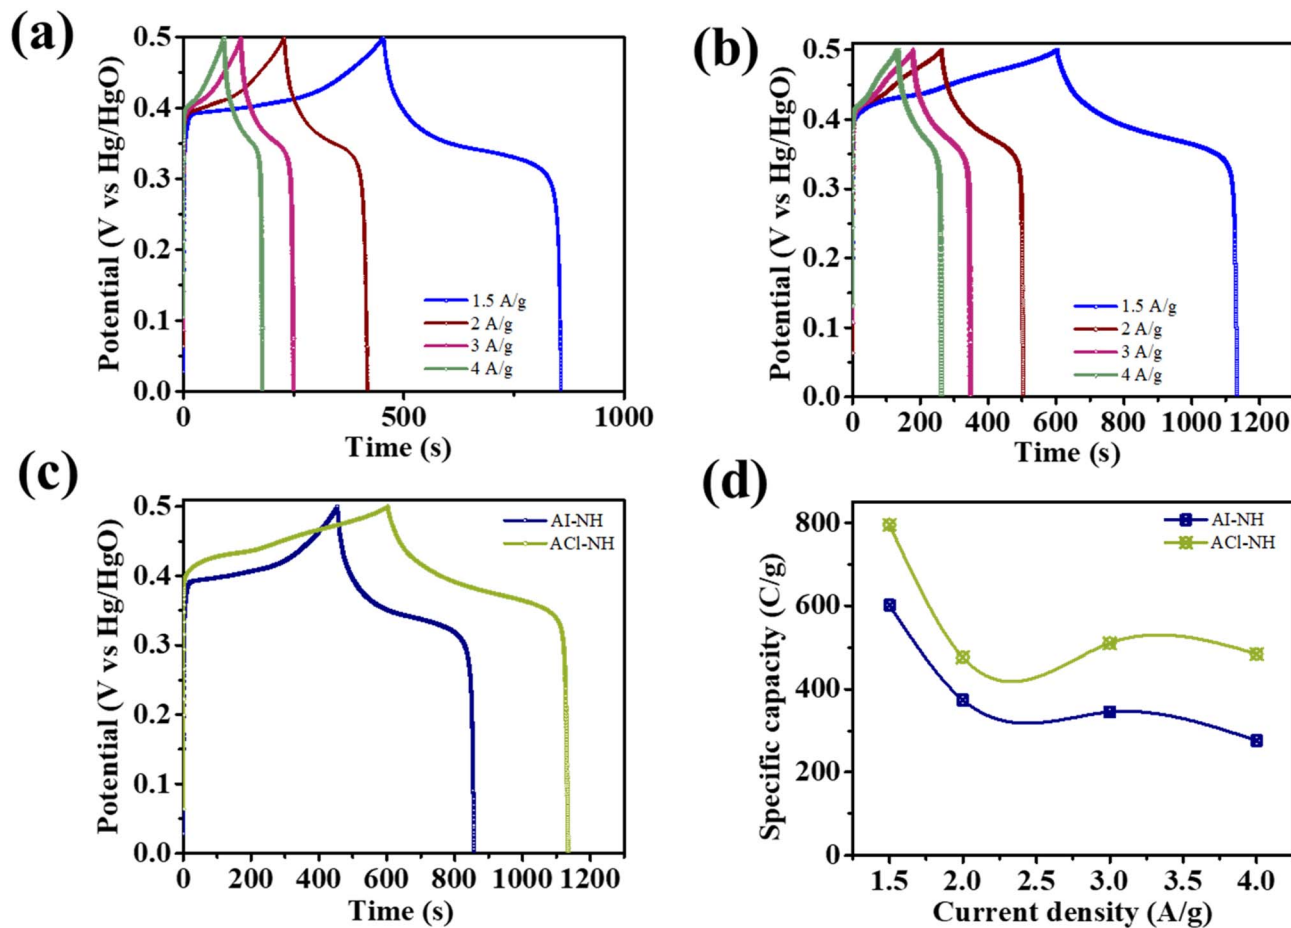 (a)
0.5
0.4
0.3
0.2
0.1
0.0
Potential (V vs Hg/HgO)
1.5 A/g
2 A/g
3 A/g
4 A/g
0
500
1000
Time (s)
(b)
0.5
0.4
0.3
0.2
0.1
0.0
Potential (V vs Hg/HgO)
1.5 A/g
2 A/g
3 A/g
4 A/g
0
200
400
600
800
1000
1200
Time (s)
(c)
0.5
0.4
0.3
0.2
0.1
0.0
Potential (V vs Hg/HgO)
AI-NH
ACl-NH
0
200
400
600
800
1000
1200
Time (s)
(d)
800
600
400
200
0
Specific capacity (C/g)
AI-NH
ACl-NH
1.5
2.0
2.5
3.0
3.5
4.0
Current density (A/g)